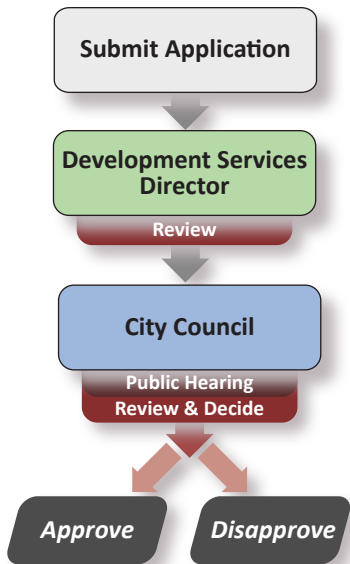 Submit Application
Development Services
Director
Review
City Council
Public Hearing
Review & Decide
Approve
Disapprove